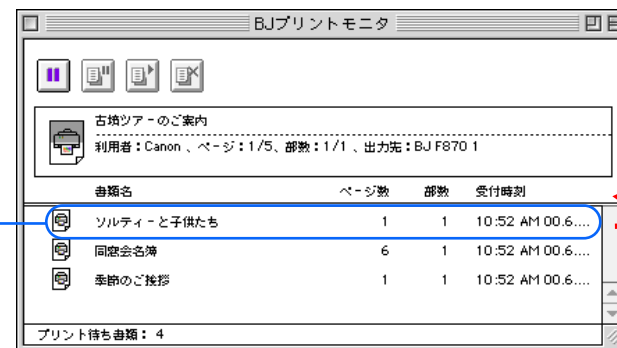 BJプリントモニタ
古墳ツアーのご案内
利用者：Canon 、ページ：1/5、部数：1/1 、出力先：BJ F870 1
書類名 ページ数 部数 受付時刻
ソルティーと子供たち 1 1 10:52 AM 00.6....
同窓会名簿 6 1 10:52 AM 00.6....
季節のご挨拶 1 1 10:52 AM 00.6....
プリント待ち書類： 4